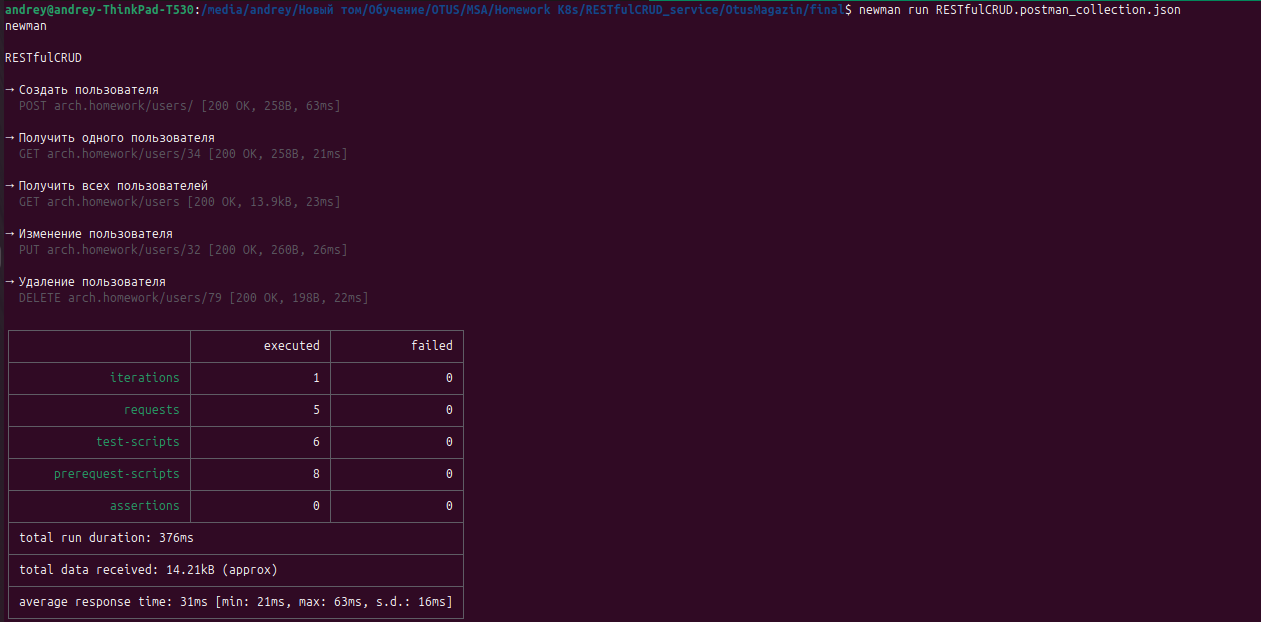 andrey@andrey-ThinkPad-T530:/media/andrey/Новый том/Обучение/OTUS/MSA/Homework K8s/RESTfulCRUD_service/OtusMagazin/final$ newman run RESTfulCRUD.postman_collection.json
newman
RESTfulCRUD
→ Создать пользователя
POST arch.homework/users/ [200 OK, 258B, 63ms]
→ Получить одного пользователя
GET arch.homework/users/34 [200 OK, 258B, 21ms]
→ Получить всех пользователей
GET arch.homework/users [200 OK, 13.9kB, 23ms]
→ Изменение пользователя
PUT arch.homework/users/32 [200 OK, 260B, 26ms]
→ Удаление пользователя
DELETE arch.homework/users/79 [200 OK, 198B, 22ms]
executed failed
iterations 1 0
requests 5 0
test-scripts 6 0
prerequest-scripts 8 0
assertions 0 0
total run duration: 376ms
total data received: 14.21kB (approx)
average response time: 31ms [min: 21ms, max: 63ms, s.d.: 16ms]